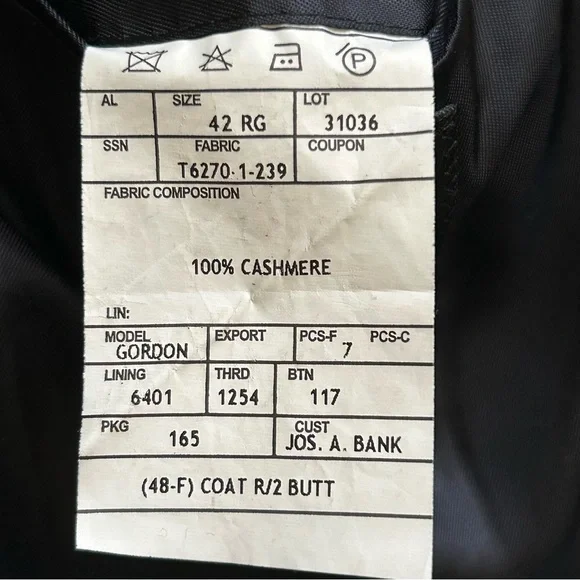 P
AL SIZE LOT
42 RG 31036
SSN FABRIC COUPON
T6270-1-239
FABRIC COMPOSITION
100% CASHMERE
LIN:
MODEL EXPORT PCS-F PCS-C
GORDON 7
LINING THRD BTN
6401 1254 117
PKG CUST
165 JOS. A. BANK
(48-F) COAT R/2 BUTT